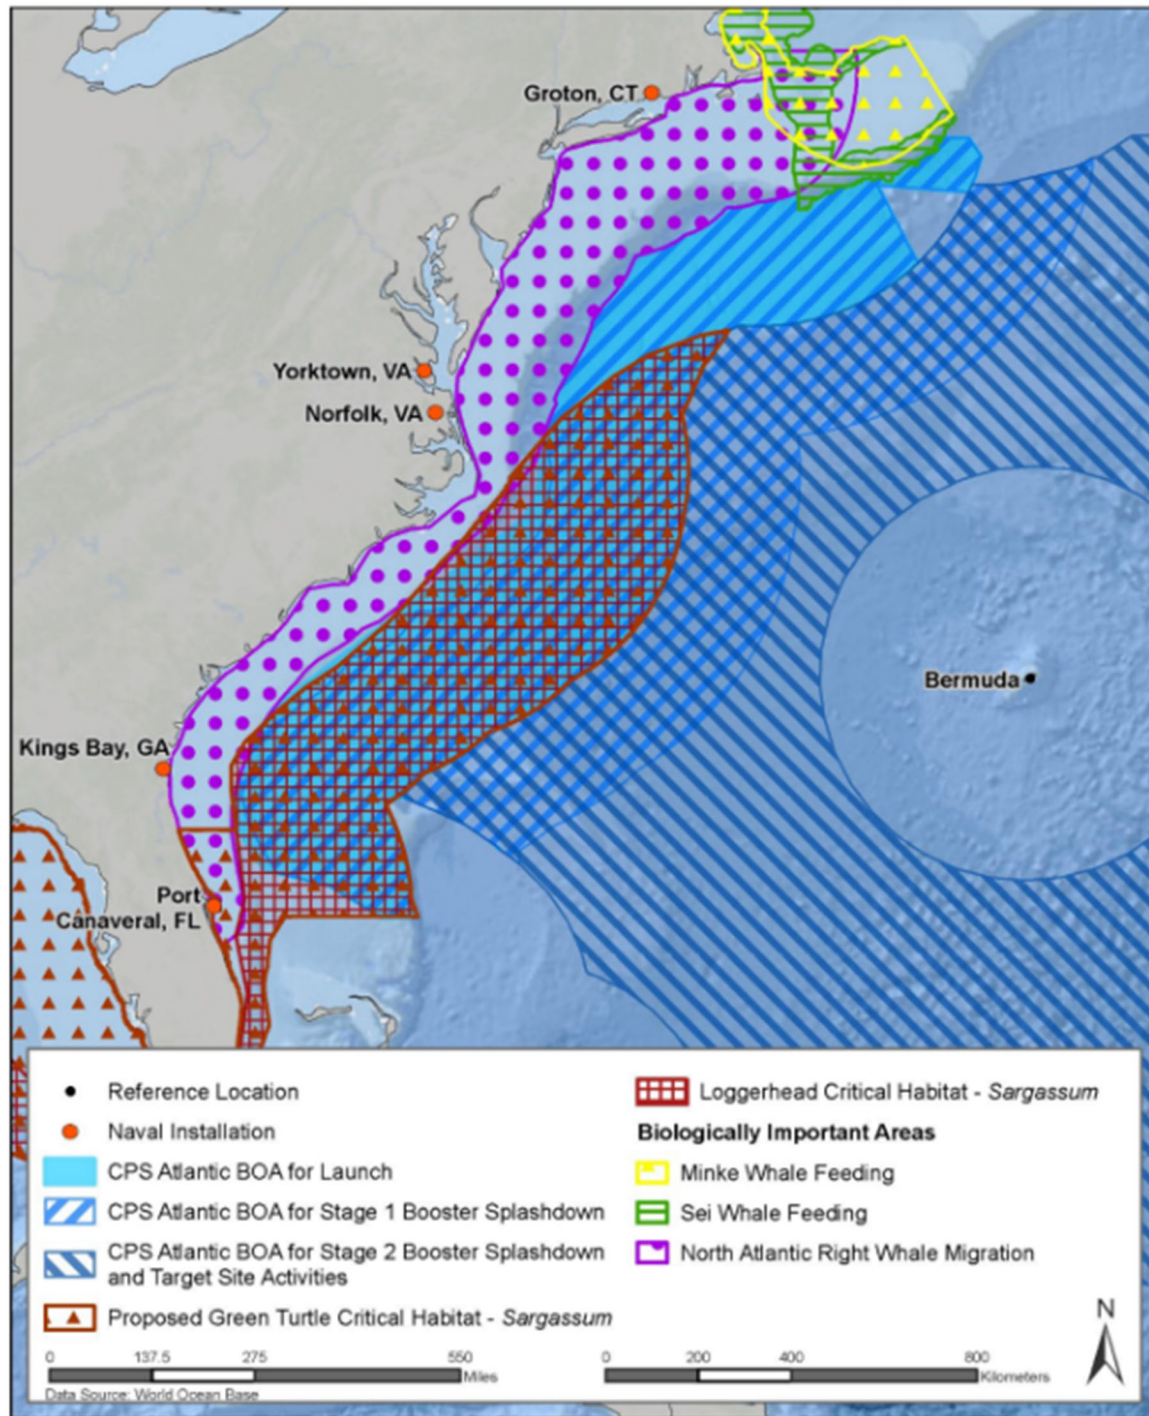 Groton, CT
Yorktown, VA
Norfolk, VA
Bermuda
Kings Bay, GA
Port
Canaveral, FL
Reference Location
Naval Installation
CPS Atlantic BOA for Launch
CPS Atlantic BOA for Stage 1 Booster Splashdown
CPS Atlantic BOA for Stage 2 Booster Splashdown
and Target Site Activities
Proposed Green Turtle Critical Habitat - Sargassum
Loggerhead Critical Habitat - Sargassum
Biologically Important Areas
Minke Whale Feeding
Sei Whale Feeding
North Atlantic Right Whale Migration
N
0 137.5 275 550
Miles
0 200 400 800
Kilometers
Data Source: World Ocean Base